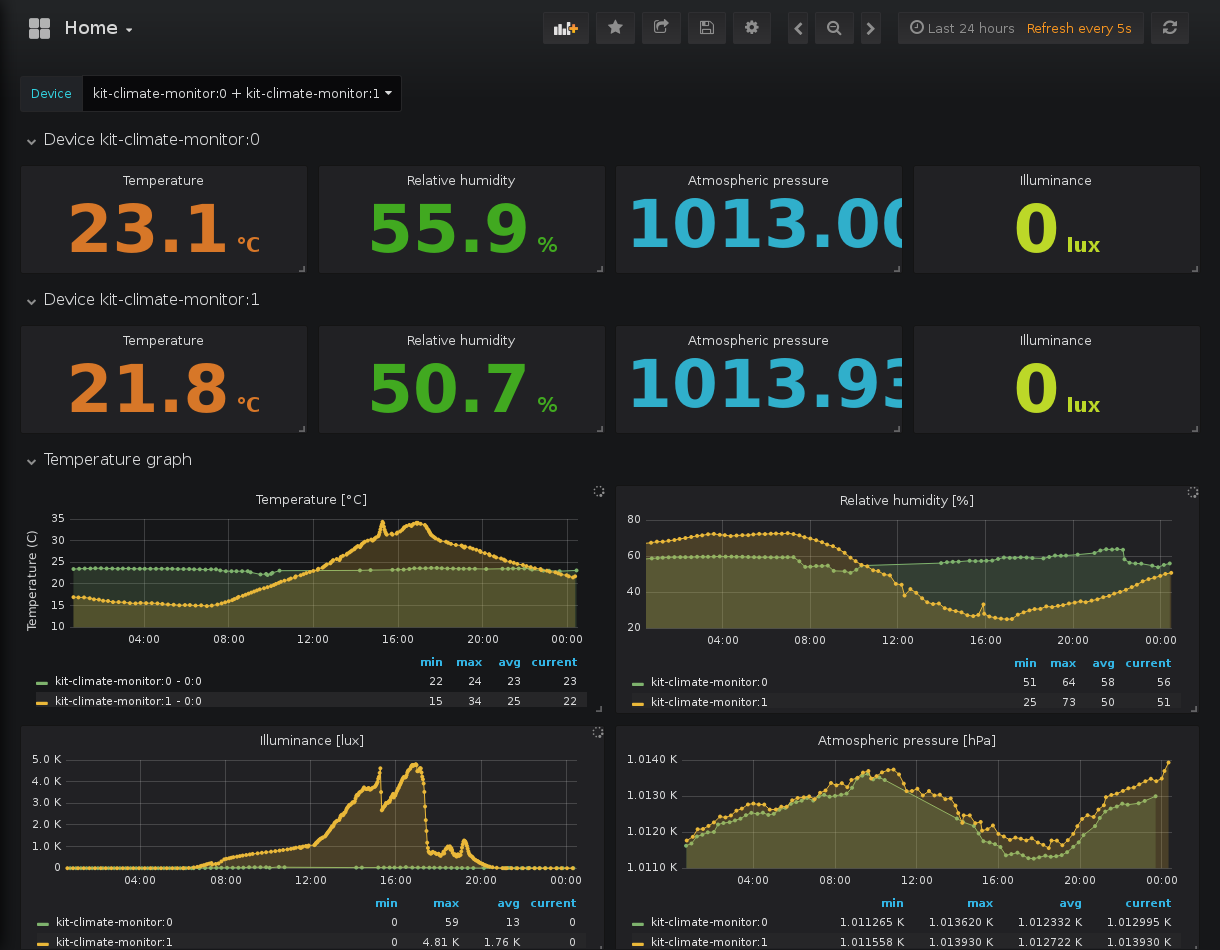 Home
Last 24 hours Refresh every 5s
Device kit-climate-monitor:0 + kit-climate-monitor:1
Device kit-climate-monitor:0
Temperature Relative humidity Atmospheric pressure Illuminance
23.1 °C 55.9 % 1013.00 0 lux
Device kit-climate-monitor:1
Temperature Relative humidity Atmospheric pressure Illuminance
21.8 °C 50.7 % 1013.93 0 lux
Temperature graph
Temperature [°C]
Temperature (C)
35
30
25
20
15
10
04:00 08:00 12:00 16:00 20:00 00:00
min max avg current
kit-climate-monitor:0 - 0:0 22 24 23 23
kit-climate-monitor:1 - 0:0 15 34 25 22
Relative humidity [%]
80
60
40
20
04:00 08:00 12:00 16:00 20:00 00:00
min max avg current
kit-climate-monitor:0 51 64 58 56
kit-climate-monitor:1 25 73 50 51
Illuminance [lux]
5.0 K
4.0 K
3.0 K
2.0 K
1.0 K
0
04:00 08:00 12:00 16:00 20:00 00:00
min max avg current
kit-climate-monitor:0 0 59 13 0
kit-climate-monitor:1 0 4.81 K 1.76 K 0
Atmospheric pressure [hPa]
1.0140 K
1.0130 K
1.0120 K
1.0110 K
04:00 08:00 12:00 16:00 20:00 00:00
min max avg current
kit-climate-monitor:0 1.011265 K 1.013620 K 1.012332 K 1.012995 K
kit-climate-monitor:1 1.011558 K 1.013930 K 1.012722 K 1.013930 K